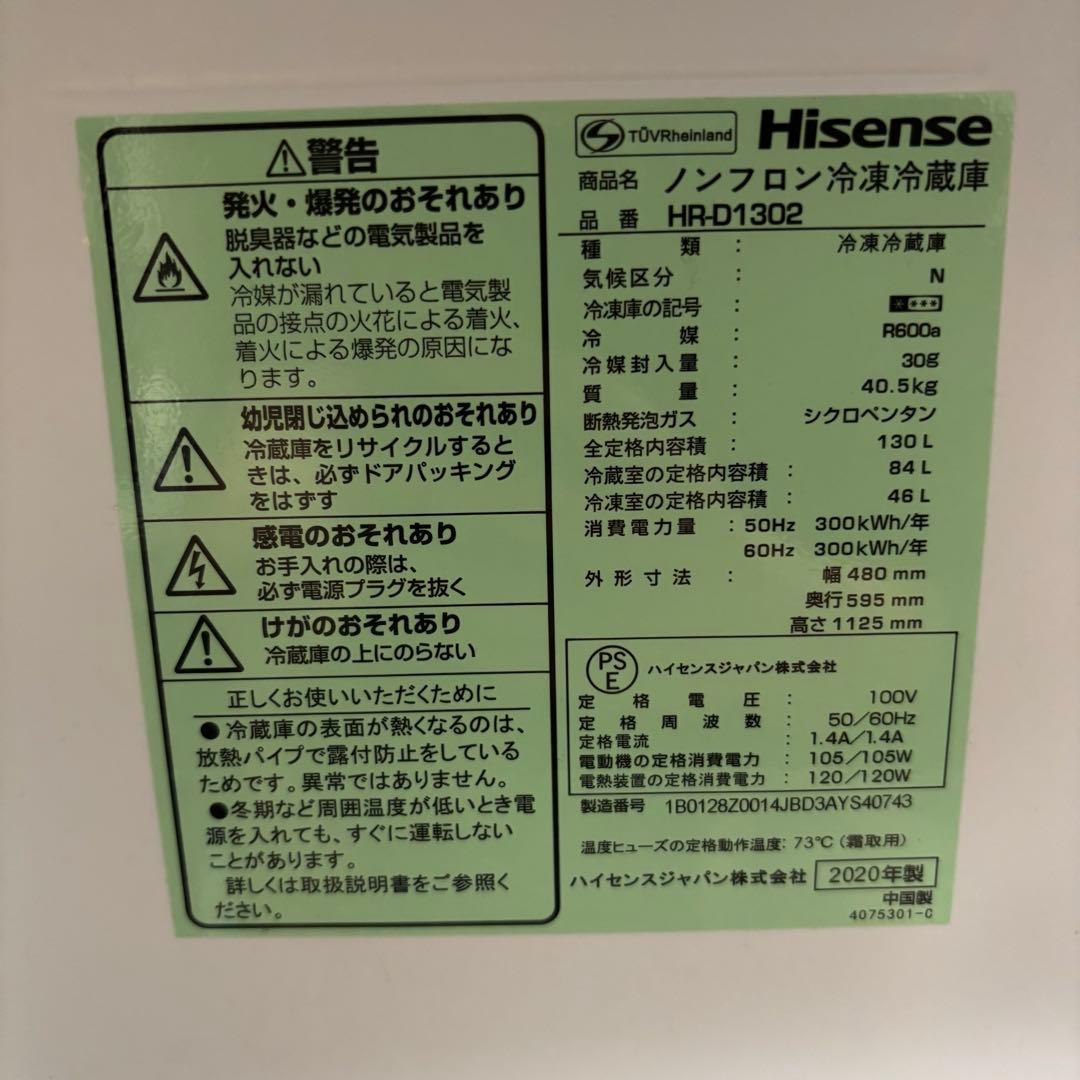 ⚠警告
発火・爆発のおそれあり
脱臭器などの電気製品を
入れない
冷媒が漏れていると電気製
品の接点の火花による着火、
着火による爆発の原因にな
ります。
幼児閉じ込められのおそれあり
冷蔵庫をリサイクルすると
きは、必ずドアパッキング
をはずす
感電のおそれあり
お手入れの際は、
必ず電源プラグを抜く
けがのおそれあり
冷蔵庫の上にのらない
正しくお使いいただくために
●冷蔵庫の表面が熱くなるのは、
放熱パイプで露付防止をしている
ためです。異常ではありません。
●冬期など周囲温度が低いとき電
源を入れても、すぐに運転しない
ことがあります。
詳しくは取扱説明書をご参照く
ださい。
TÜVRheinland Hisense
商品名 ノンフロン冷凍冷蔵庫
品番 HR-D1302
種類 : 冷凍冷蔵庫
気候区分 : N
冷凍庫の記号 : ****
冷媒 : R600a
冷媒封入量 : 30g
質量 : 40.5kg
断熱発泡ガス : シクロペンタン
全定格内容積 : 130 L
冷蔵室の定格内容積 : 84 L
冷凍室の定格内容積 : 46 L
消費電力量 : 50Hz 300kWh/年
60Hz 300kWh/年
外形寸法 : 幅 480 mm
奥行 595 mm
高さ 1125 mm
PSE ハイセンスジャパン株式会社
定格電圧 : 100V
定格周波数 : 50/60Hz
定格電流 : 1.4A/1.4A
電動機の定格消費電力 : 105/105W
電熱装置の定格消費電力 : 120/120W
製造番号 1B0128Z0014JBD3AYS40743
温度ヒューズの定格動作温度: 73℃ (霜取用)
ハイセンスジャパン株式会社 2020年製
中国製
4075301-C